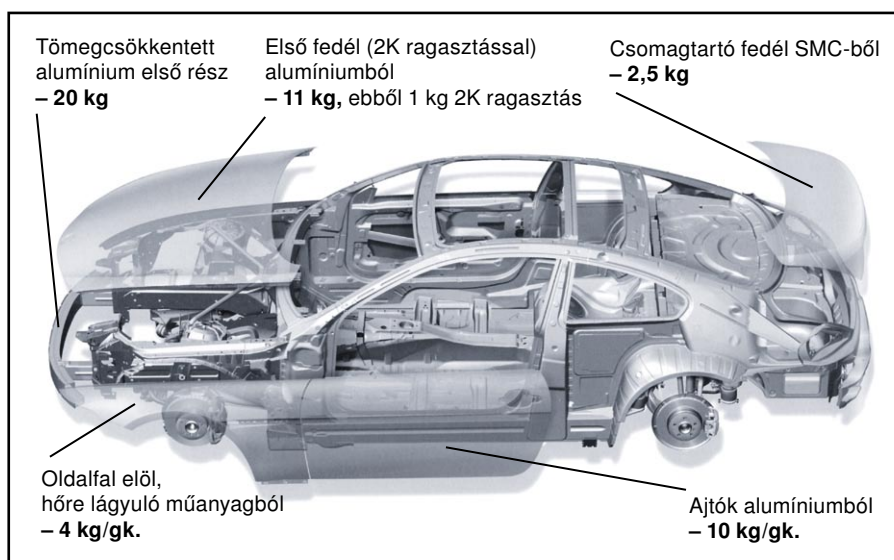 Tömegcsökkentett
alumínium első rész
– 20 kg
Első fedél (2K ragasztással)
alumíniumból
– 11 kg, ebből 1 kg 2K ragasztás
Csomagtartó fedél SMC-ből
– 2,5 kg
Oldalfal elöl,
hőre lágyuló műanyagból
– 4 kg/gk.
Ajtók alumíniumból
– 10 kg/gk.